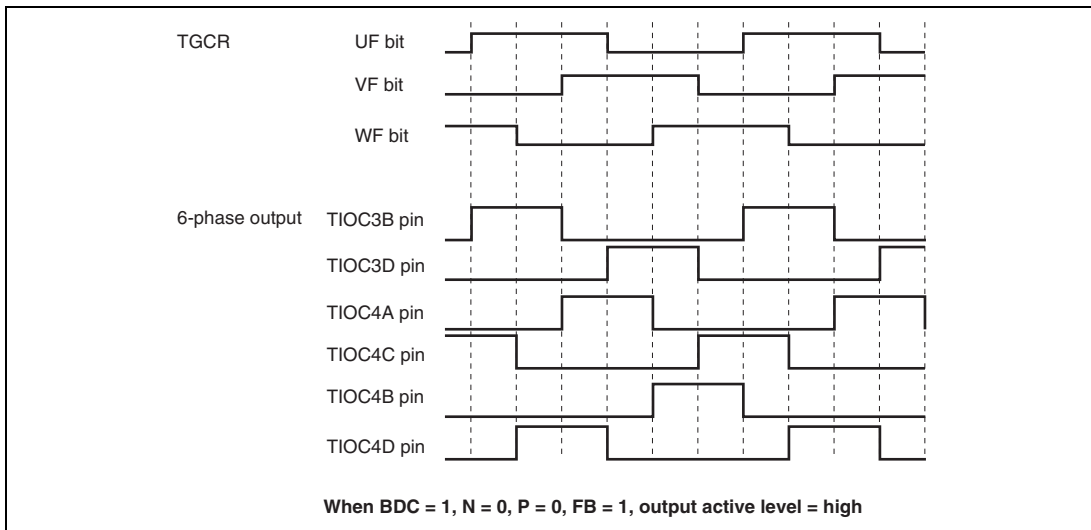 TGCR UF bit
VF bit
WF bit
6-phase output TIOC3B pin
TIOC3D pin
TIOC4A pin
TIOC4C pin
TIOC4B pin
TIOC4D pin
When BDC = 1, N = 0, P = 0, FB = 1, output active level = high